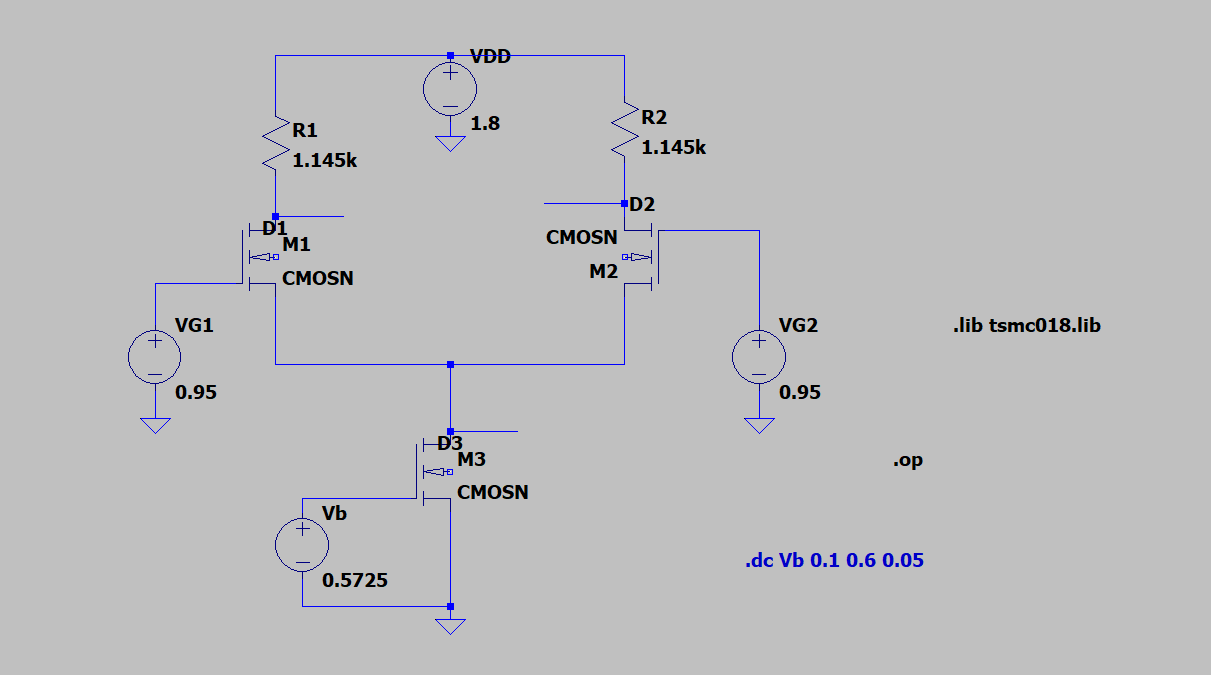 VDD
1.8
R1
1.145k
R2
1.145k
D1
M1
CMOSN
D2
CMOSN
M2
VG1
0.95
VG2
0.95
.lib tsmc018.lib
D3
M3
CMOSN
Vb
0.5725
.op
.dc Vb 0.1 0.6 0.05